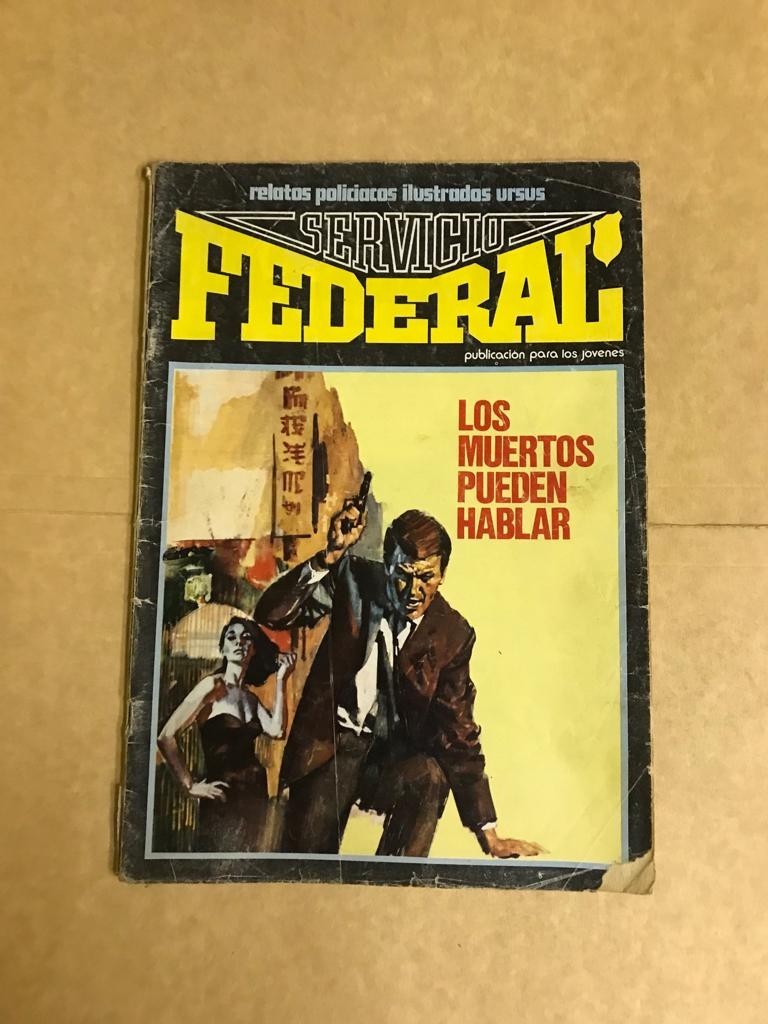 relatos policiacos ilustrados ursus
SERVICIO
FEDERAL
publicación para los jovenes
LOS
MUERTOS
PUEDEN
HABLAR